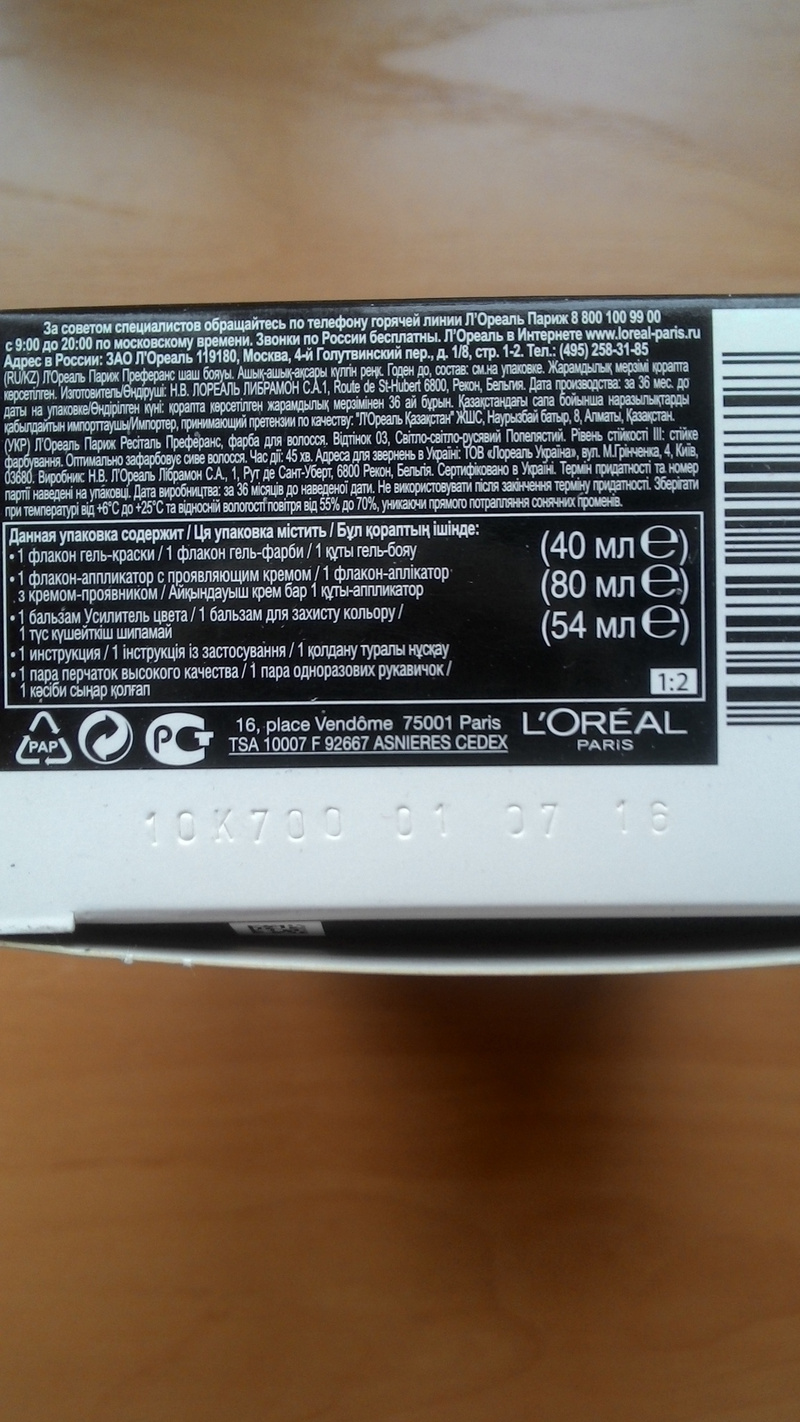 За советом специалистов обращайтесь по телефону горячей линии Л'Ореаль Париж 8 800 100 99 00
с 9:00 до 20:00 по московскому времени. Звонки по России бесплатны. Л'Ореаль в Интернете www.loreal-paris.ru
Адрес в России: ЗАО Л'Ореаль 119180, Москва, 4-й Голутвинский пер., д. 1/8, стр. 1-2. Тел.: (495) 258-31-85
(RU/KZ) Л'Ореаль Париж Преферанс шаш бояуы. Ашық-ашық-ақсары күлгін реңк. Годен до, состав: см.на упаковке. Жарамдылық мерзімі қорапта
көрсетілген. Изготовитель/Өндіруші: Н.В. ЛОРЕАЛЬ ЛИБРАМОН С.А.1, Route de St-Hubert 6800, Рекон, Бельгия. Дата производства: за 36 мес. до
даты на упаковке/Өндірілген күні: қорапта көрсетілген жарамдылық мерзімінен 36 ай бұрын. Қазақстандағы сапа бойынша наразылықтарды
қабылдайтын импорттаушы/Импортер, принимающий претензии по качеству: "Л'Ореаль Қазақстан" ЖШС, Наурызбай батыр, 8, Алматы, Қазақстан.
(УКР) Л'Ореаль Париж Ресіталь Преферанс, фарба для волосся. Відтінок 03, Світло-світло-русявий Попелястий. Рівень стійкості III: стійке
фарбування. Оптимально зафарбовує сиве волосся. Час дії: 45 хв. Адреса для звернень в Україні: ТОВ «Лореаль Україна», вул. М.Грінченка, 4, Київ,
03680. Виробник: Н.В. Л'Ореаль Лібрамон С.А., 1, Рут де Сант-Уберт, 6800 Рекон, Бельгія. Сертифіковано в Україні. Термін придатності та номер
партії наведені на упаковці. Дата виробництва: за 36 місяців до наведеної дати. Не використовувати після закінчення терміну придатності. Зберігати
при температурі від +6°С до +25°С та відносній вологості повітря від 55% до 70%, уникаючи прямого потрапляння сонячних променів.
Данная упаковка содержит / Ця упаковка містить / Бұл қораптың ішінде:
• 1 флакон гель-краски / 1 флакон гель-фарби / 1 құты гель-бояу (40 мл ℮)
• 1 флакон-аппликатор с проявляющим кремом / 1 флакон-аплікатор (80 мл ℮)
з кремом-проявником / Айқындауыш крем бар 1 құты-аппликатор
• 1 бальзам Усилитель цвета / 1 бальзам для захисту кольору / (54 мл ℮)
1 түс күшейткіш шипамай
• 1 инструкция / 1 інструкція із застосування / 1 қолдану туралы нұсқау
• 1 пара перчаток высокого качества / 1 пара одноразових рукавичок /
1 кәсіби сыңар қолғап
1:2
PAP
РСТ
16, place Vendôme 75001 Paris
TSA 10007 F 92667 ASNIERES CEDEX
L'ORÉAL
PARIS
10K700 01 07 16